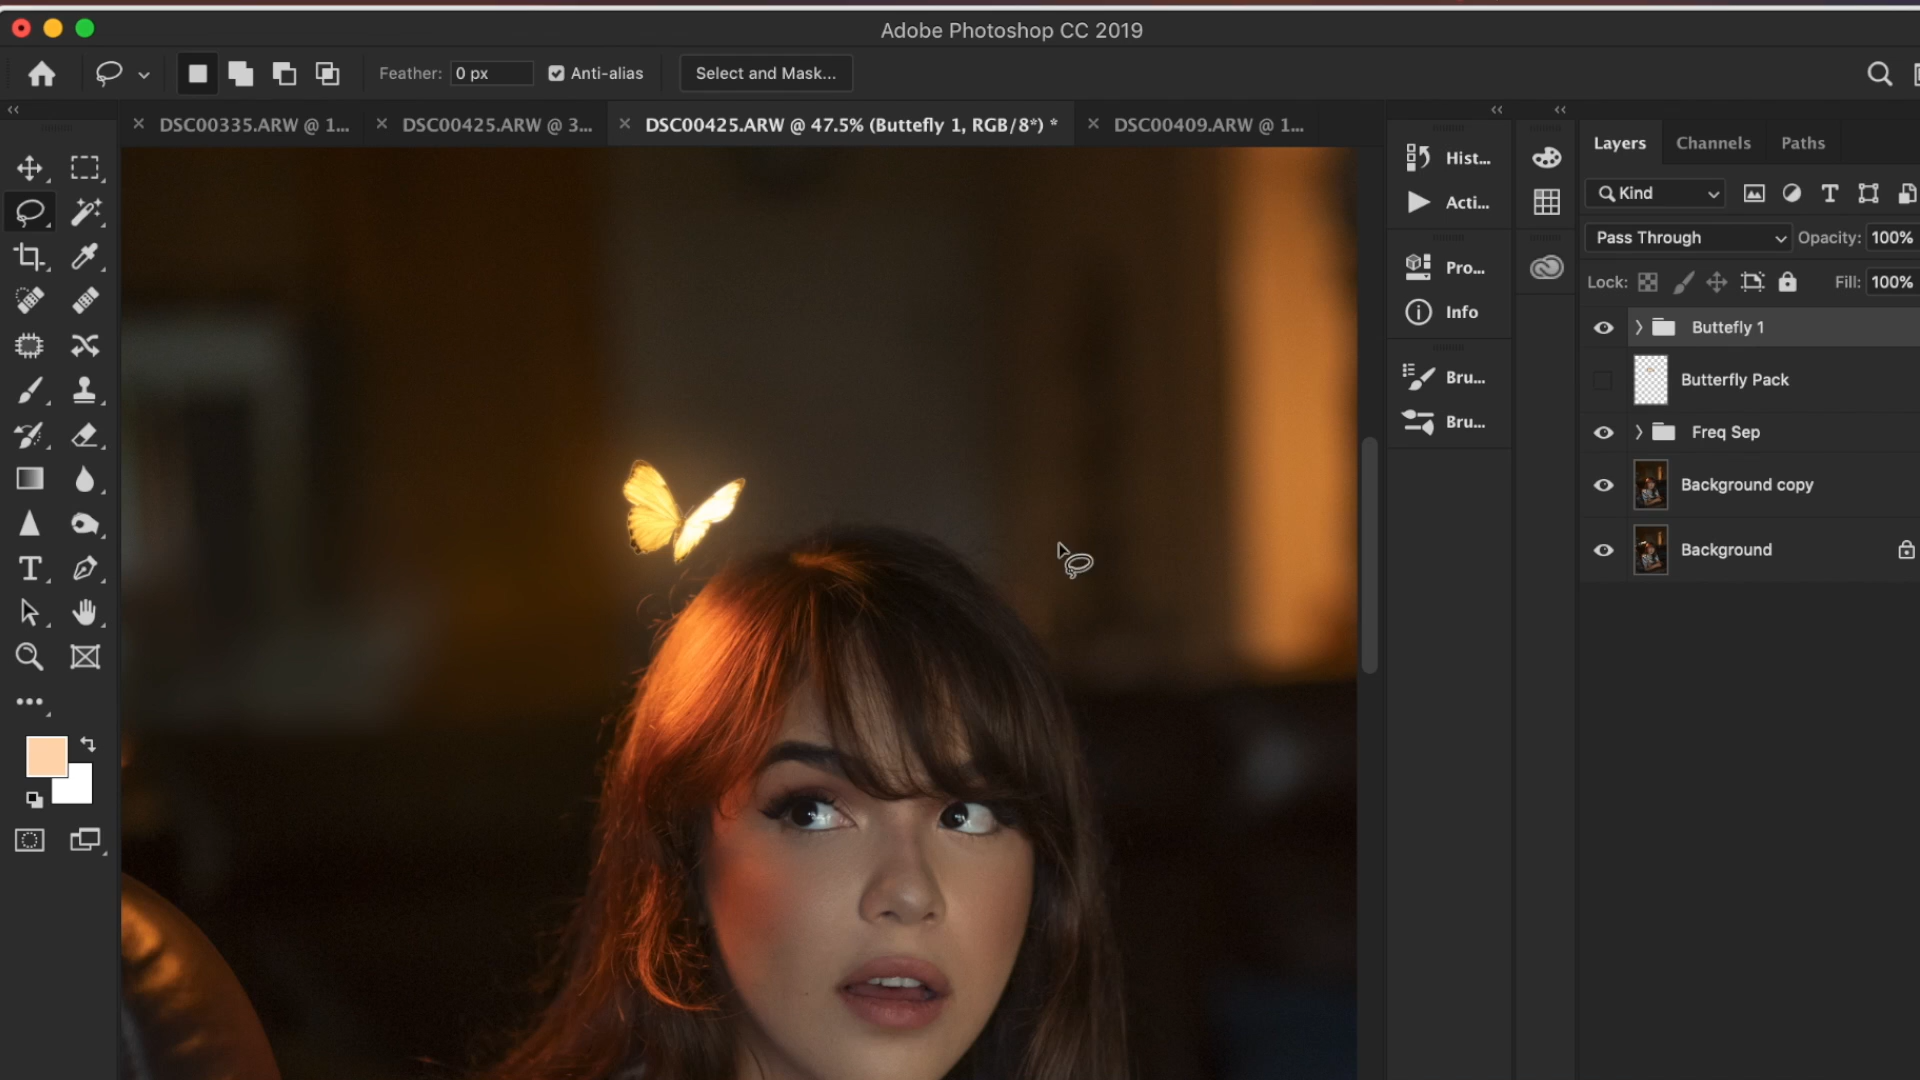 Adobe Photoshop CC 2019
Feather: 0 px Anti-alias Select and Mask...
DSC00335.ARW @ 1... DSC00425.ARW @ 3... DSC00425.ARW @ 47.5% (Buttefly 1, RGB/8*) * DSC00409.ARW @ 1...
Hist...
Acti...
Pro...
Info
Bru...
Bru...
Layers Channels Paths
Kind
Pass Through Opacity: 100%
Lock: Fill: 100%
Buttefly 1
Butterfly Pack
Freq Sep
Background copy
Background